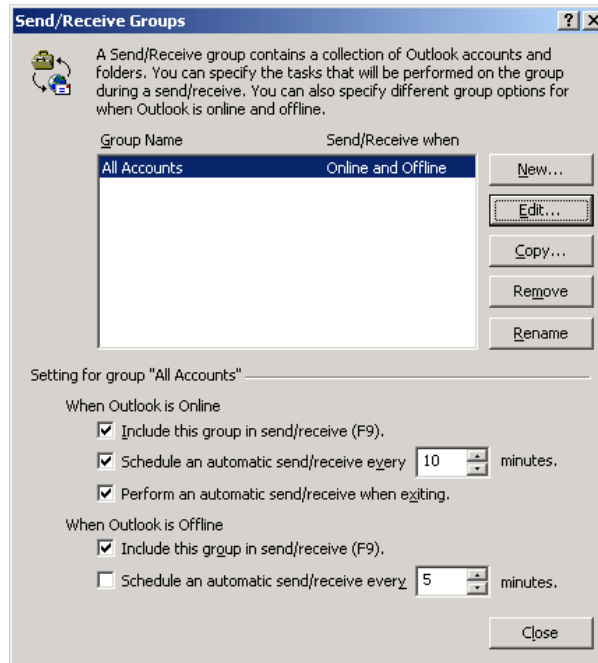 Send/Receive Groups
A Send/Receive group contains a collection of Outlook accounts and
folders. You can specify the tasks that will be performed on the group
during a send/receive. You can also specify different group options for
when Outlook is online and offline.
Group Name Send/Receive when
All Accounts Online and Offline
New...
Edit...
Copy...
Remove
Rename
Setting for group "All Accounts"
When Outlook is Online
Include this group in send/receive (F9).
Schedule an automatic send/receive every 10 minutes.
Perform an automatic send/receive when exiting.
When Outlook is Offline
Include this group in send/receive (F9).
Schedule an automatic send/receive every 5 minutes.
Close